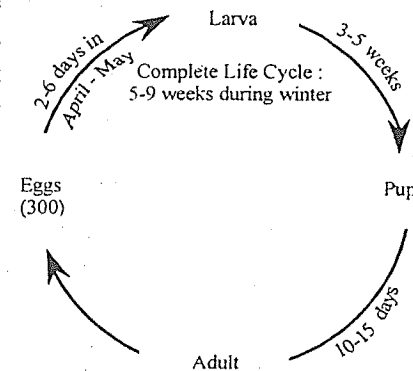 Larva
2-6 days in
April - May
3-5 weeks
Complete Life Cycle :
5-9 weeks during winter
Eggs
(300)
Pup
10-15 days
Adult